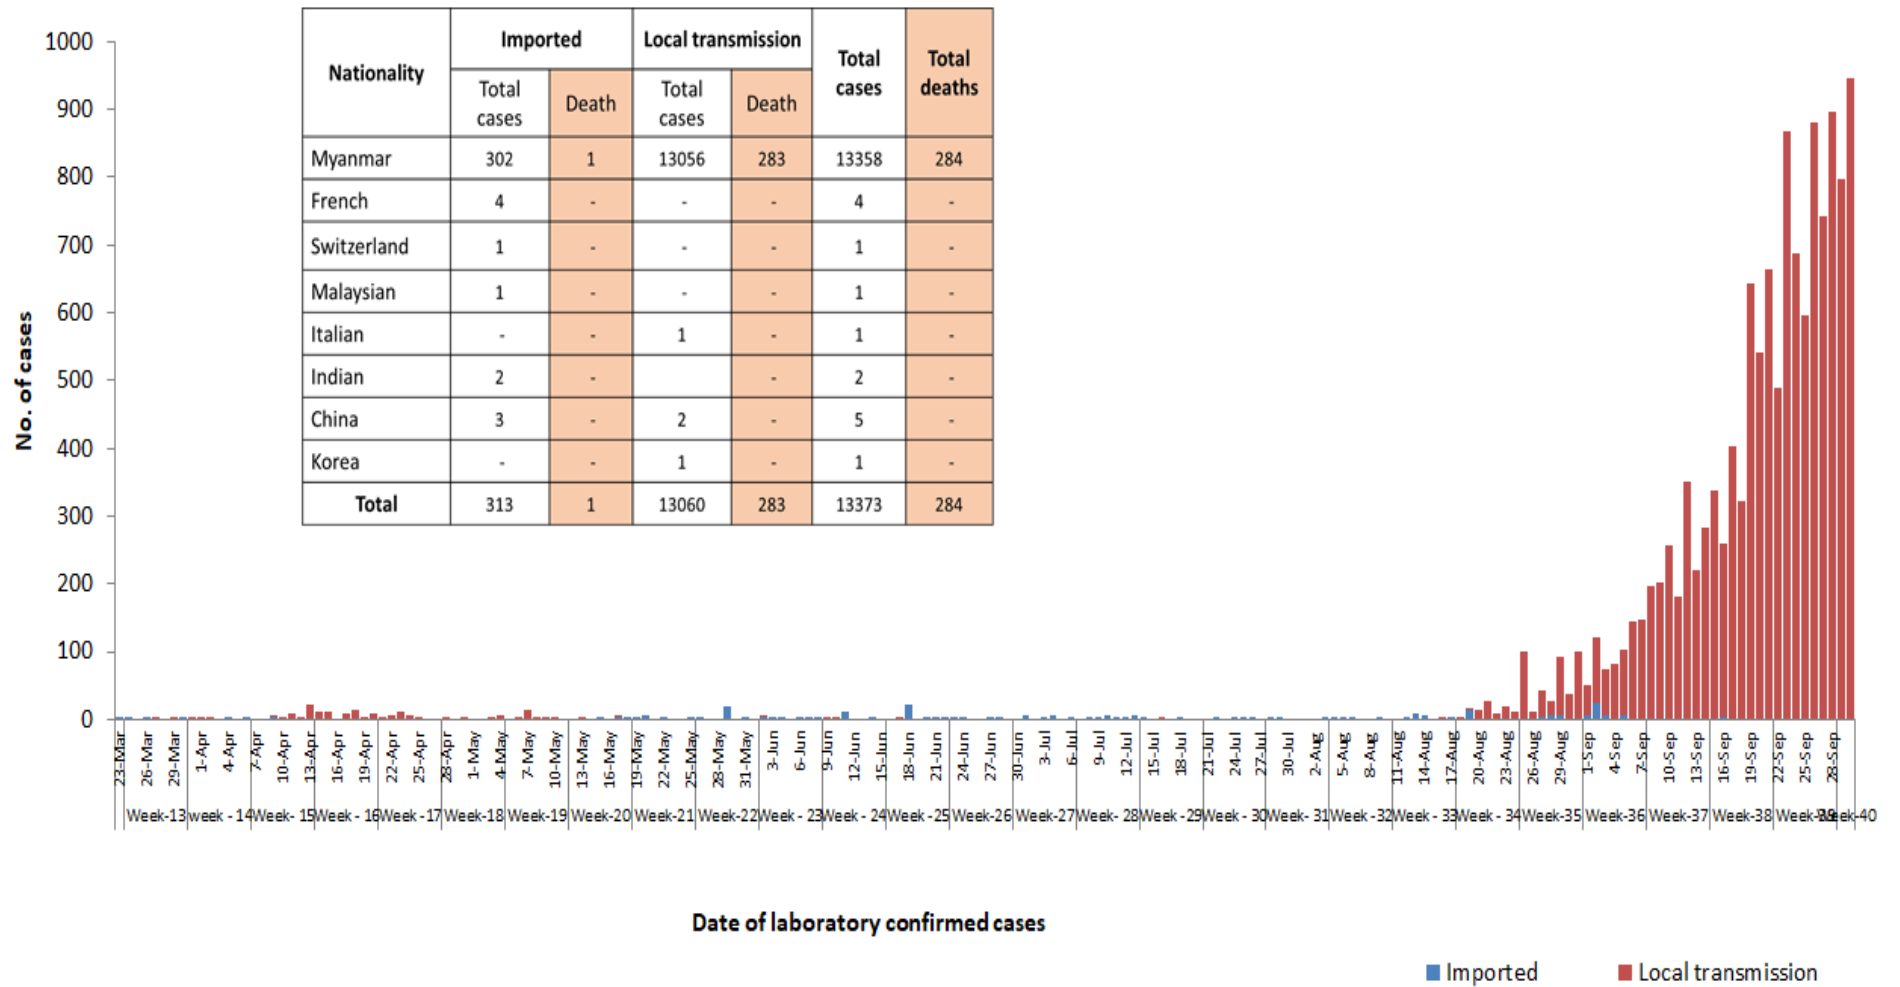 1000
900
800
700
600
500
400
300
200
100
0
No. of cases
Nationality Imported Local transmission Total cases Total deaths
Total cases Death Total cases Death
Myanmar 302 1 13056 283 13358 284
French 4 - - - 4 -
Switzerland 1 - - - 1 -
Malaysian 1 - - - 1 -
Italian - - 1 - 1 -
Indian 2 - - 2 -
China 3 - 2 - 5 -
Korea - - 1 - 1 -
Total 313 1 13060 283 13373 284
23-Mar 26-Mar 29-Mar 1-Apr 4-Apr 7-Apr 10-Apr 13-Apr 16-Apr 19-Apr 22-Apr 25-Apr 28-Apr 1-May 4-May 7-May 10-May 13-May 16-May 19-May 22-May 25-May 28-May 31-May 3-Jun 6-Jun 9-Jun 12-Jun 15-Jun 18-Jun 21-Jun 24-Jun 27-Jun 30-Jun 3-Jul 6-Jul 9-Jul 12-Jul 15-Jul 18-Jul 21-Jul 24-Jul 27-Jul 30-Jul 2-Aug 5-Aug 8-Aug 11-Aug 14-Aug 17-Aug 20-Aug 23-Aug 26-Aug 29-Aug 1-Sep 4-Sep 7-Sep 10-Sep 13-Sep 16-Sep 19-Sep 22-Sep 25-Sep 28-Sep
Week-13 week - 14 Week- 15 Week - 16 Week -17 Week-18 Week-19 Week-20 Week-21 Week-22 Week - 23 Week - 24 Week -25 Week-26 Week-27 Week- 28 Week -29 Week - 30 Week- 31 Week -32 Week - 33 Week - 34 Week-35 Week-36 Week-37 Week-38 Week-39 Week-40
Date of laboratory confirmed cases
Imported Local transmission